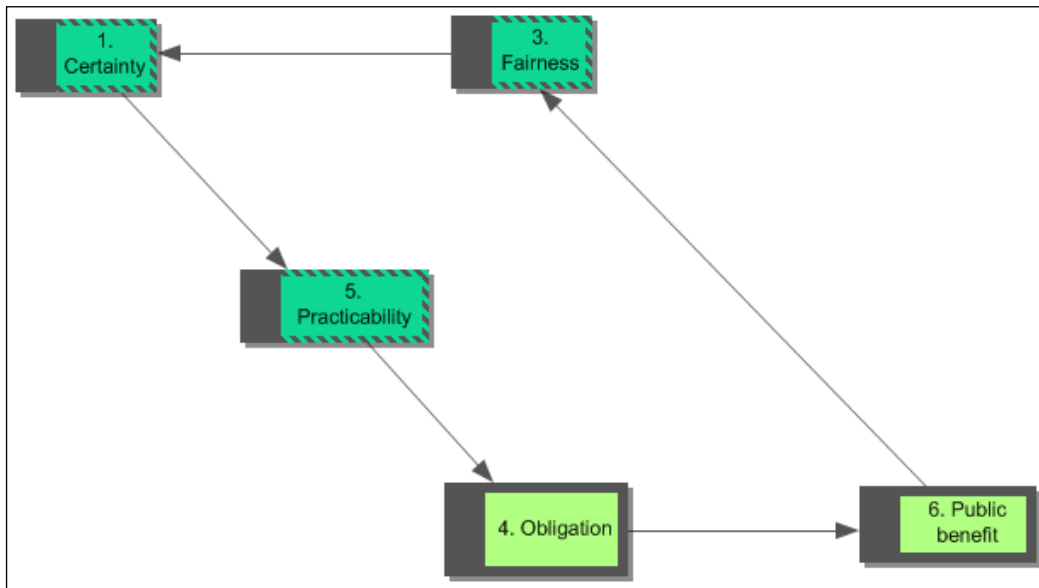 1.
Certainty
3.
Fairness
5.
Practicability
4. Obligation
6. Public
benefit